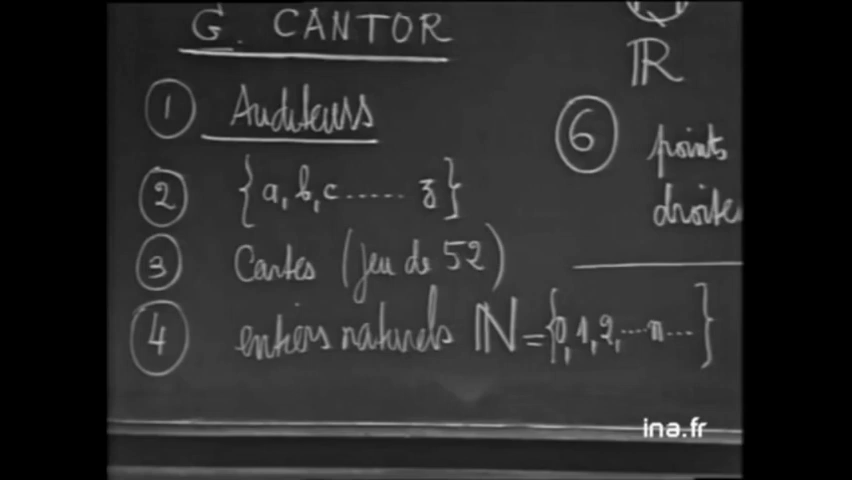 G. CANTOR
① Auditeurs
② {a, b, c ...... z}
③ Cartes (jeu de 52)
④ entiers naturels ℕ = {0, 1, 2, ... n ...}
ℝ
⑥ points
droite
ina.fr